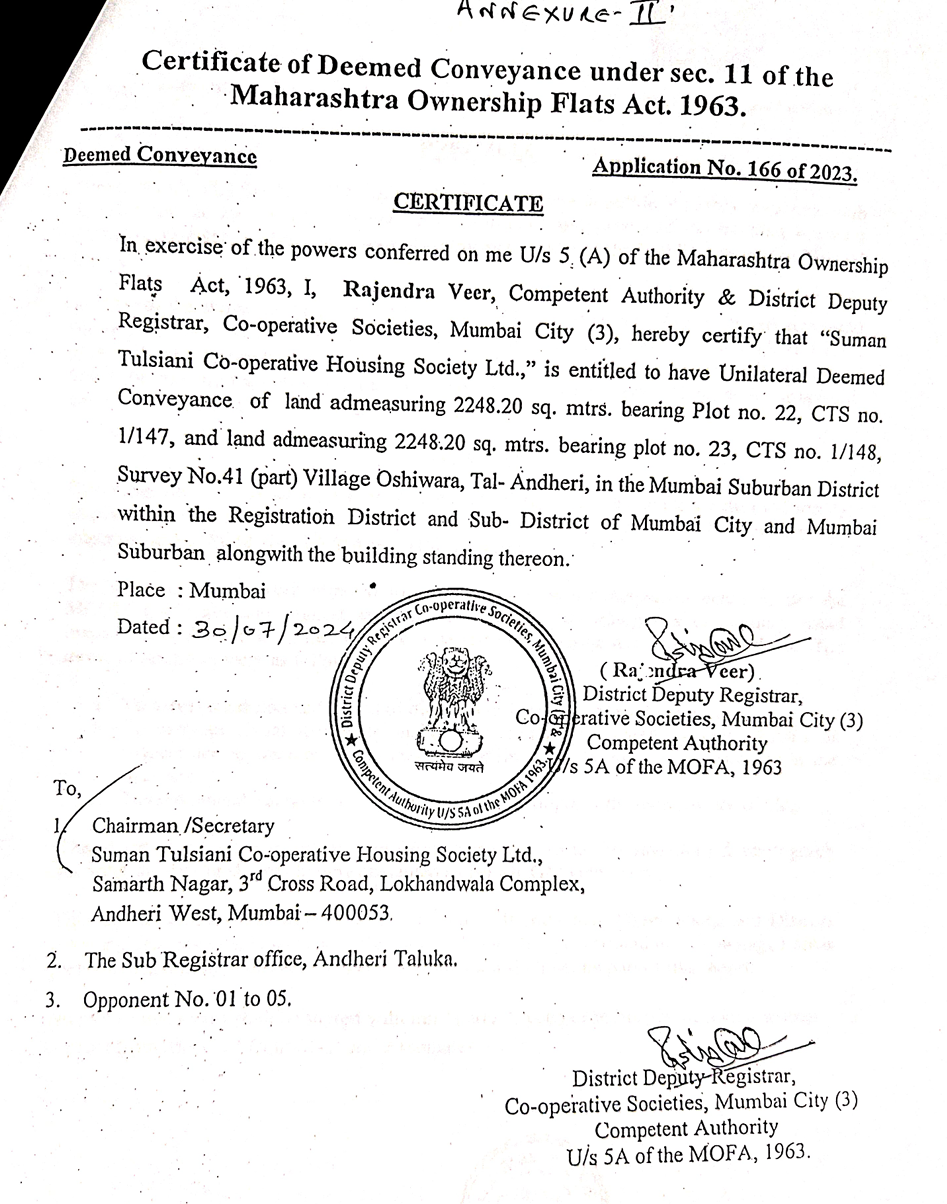 ANNEXURE-II'
Certificate of Deemed Conveyance under sec. 11 of the
Maharashtra Ownership Flats Act. 1963.
Deemed Conveyance
Application No. 166 of 2023.
CERTIFICATE
In exercise of the powers conferred on me U/s 5 (A) of the Maharashtra Ownership
Flats Act, 1963, I, Rajendra Veer, Competent Authority & District Deputy
Registrar, Co-operative Societies, Mumbai City (3), hereby certify that “Suman
Tulsiani Co-operative Housing Society Ltd.,” is entitled to have Unilateral Deemed
Conveyance of land admeasuring 2248.20 sq. mtrs. bearing Plot no. 22, CTS no.
1/147, and land admeasuring 2248.20 sq. mtrs. bearing plot no. 23, CTS no. 1/148,
Survey No.41 (part) Village Oshiwara, Tal- Andheri, in the Mumbai Suburban District
within the Registration District and Sub- District of Mumbai City and Mumbai
Suburban alongwith the building standing thereon.
Place : Mumbai
Dated : 30/07/2024
District Deputy Registrar Co-operative Societies, Mumbai City (3) &
★ Competent Authority U/S 5A of the MOFA 1963. ★
सत्यमेव जयते
( Rajendra Veer)
District Deputy Registrar,
Co-operative Societies, Mumbai City (3)
Competent Authority
U/s 5A of the MOFA, 1963
To,
1. Chairman /Secretary
Suman Tulsiani Co-operative Housing Society Ltd.,
Samarth Nagar, 3rd Cross Road, Lokhandwala Complex,
Andheri West, Mumbai – 400053.
2. The Sub Registrar office, Andheri Taluka.
3. Opponent No. 01 to 05.
District Deputy Registrar,
Co-operative Societies, Mumbai City (3)
Competent Authority
U/s 5A of the MOFA, 1963.